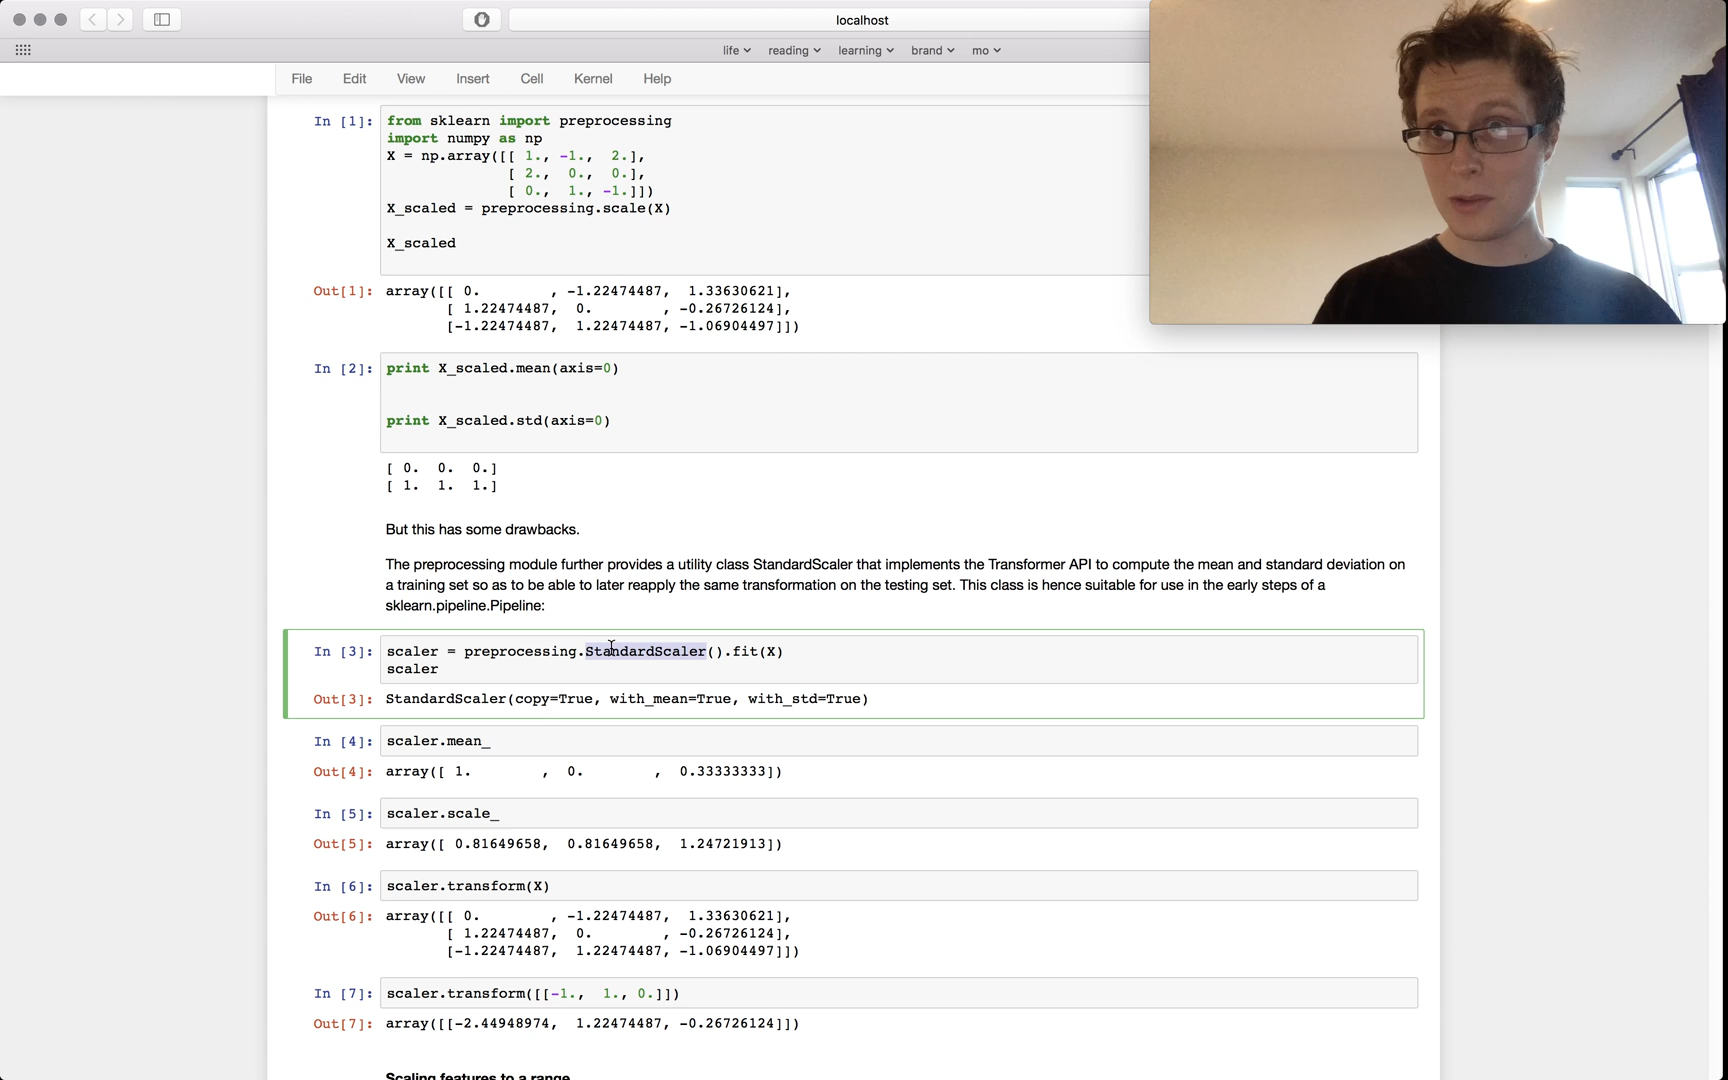 localhost
life reading learning brand mo
File Edit View Insert Cell Kernel Help
In [1]: from sklearn import preprocessing
import numpy as np
X = np.array([[ 1., -1.,  2.],
[ 2.,  0.,  0.],
[ 0.,  1., -1.]])
X_scaled = preprocessing.scale(X)
X_scaled
Out[1]: array([[ 0.        , -1.22474487,  1.33630621],
[ 1.22474487,  0.        , -0.26726124],
[-1.22474487,  1.22474487, -1.06904497]])
In [2]: print X_scaled.mean(axis=0)
print X_scaled.std(axis=0)
[ 0.  0.  0.]
[ 1.  1.  1.]
But this has some drawbacks.
The preprocessing module further provides a utility class StandardScaler that implements the Transformer API to compute the mean and standard deviation on
a training set so as to be able to later reapply the same transformation on the testing set. This class is hence suitable for use in the early steps of a
sklearn.pipeline.Pipeline:
In [3]: scaler = preprocessing.StandardScaler().fit(X)
scaler
Out[3]: StandardScaler(copy=True, with_mean=True, with_std=True)
In [4]: scaler.mean_
Out[4]: array([ 1.        ,  0.        ,  0.33333333])
In [5]: scaler.scale_
Out[5]: array([ 0.81649658,  0.81649658,  1.24721913])
In [6]: scaler.transform(X)
Out[6]: array([[ 0.        , -1.22474487,  1.33630621],
[ 1.22474487,  0.        , -0.26726124],
[-1.22474487,  1.22474487, -1.06904497]])
In [7]: scaler.transform([[-1.,  1., 0.]])
Out[7]: array([[-2.44948974,  1.22474487, -0.26726124]])
Scaling features to a range